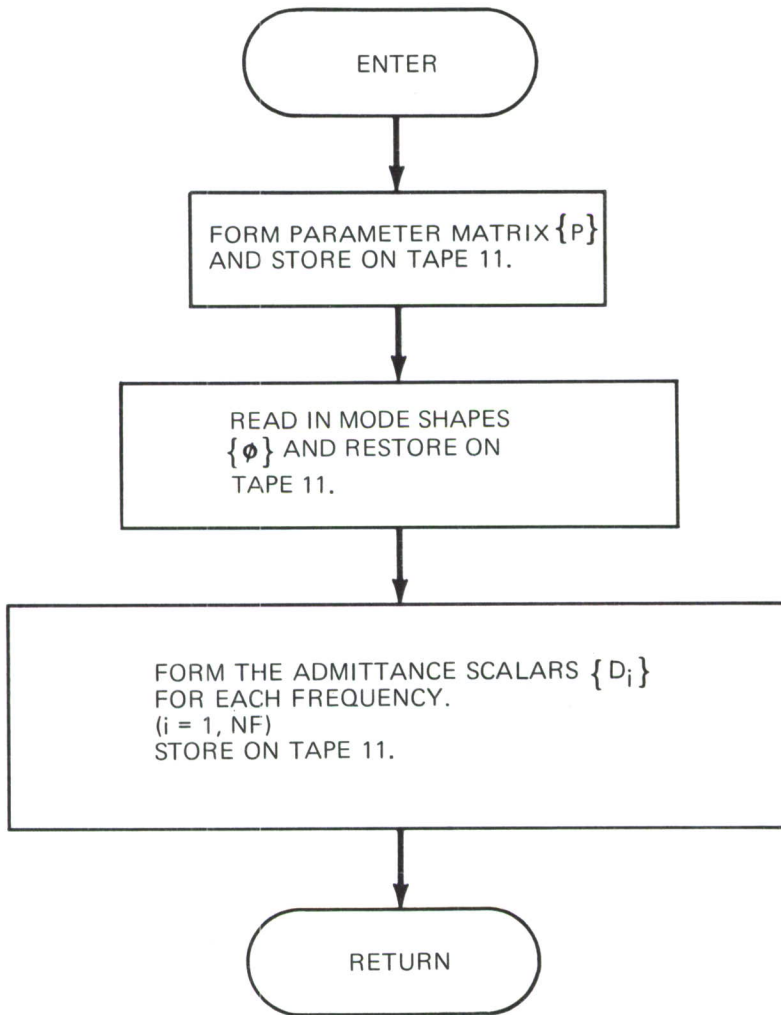 ENTER
FORM PARAMETER MATRIX {P}
AND STORE ON TAPE 11.
READ IN MODE SHAPES
{ϕ} AND RESTORE ON
TAPE 11.
FORM THE ADMITTANCE SCALARS {Di}
FOR EACH FREQUENCY.
(i = 1, NF)
STORE ON TAPE 11.
RETURN